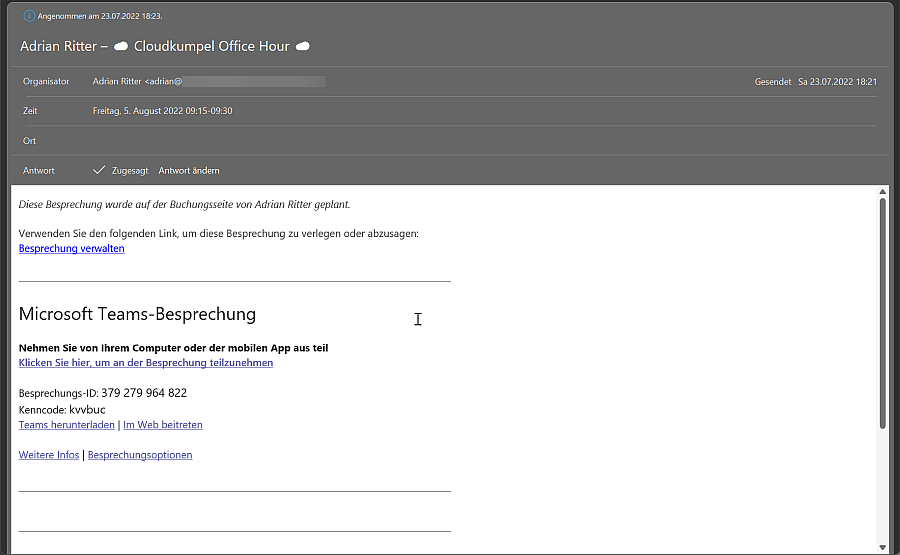 Angenommen am 23.07.2022 18:23.
Adrian Ritter – Cloudkumpel Office Hour
Organisator Adrian Ritter <adrian@ Gesendet Sa 23.07.2022 18:21
Zeit Freitag, 5. August 2022 09:15-09:30
Ort
Antwort Zugesagt Antwort ändern
Diese Besprechung wurde auf der Buchungsseite von Adrian Ritter geplant.
Verwenden Sie den folgenden Link, um diese Besprechung zu verlegen oder abzusagen:
Besprechung verwalten
Microsoft Teams-Besprechung
Nehmen Sie von Ihrem Computer oder der mobilen App aus teil
Klicken Sie hier, um an der Besprechung teilzunehmen
Besprechungs-ID: 379 279 964 822
Kenncode: kvvbuc
Teams herunterladen | Im Web beitreten
Weitere Infos | Besprechungsoptionen